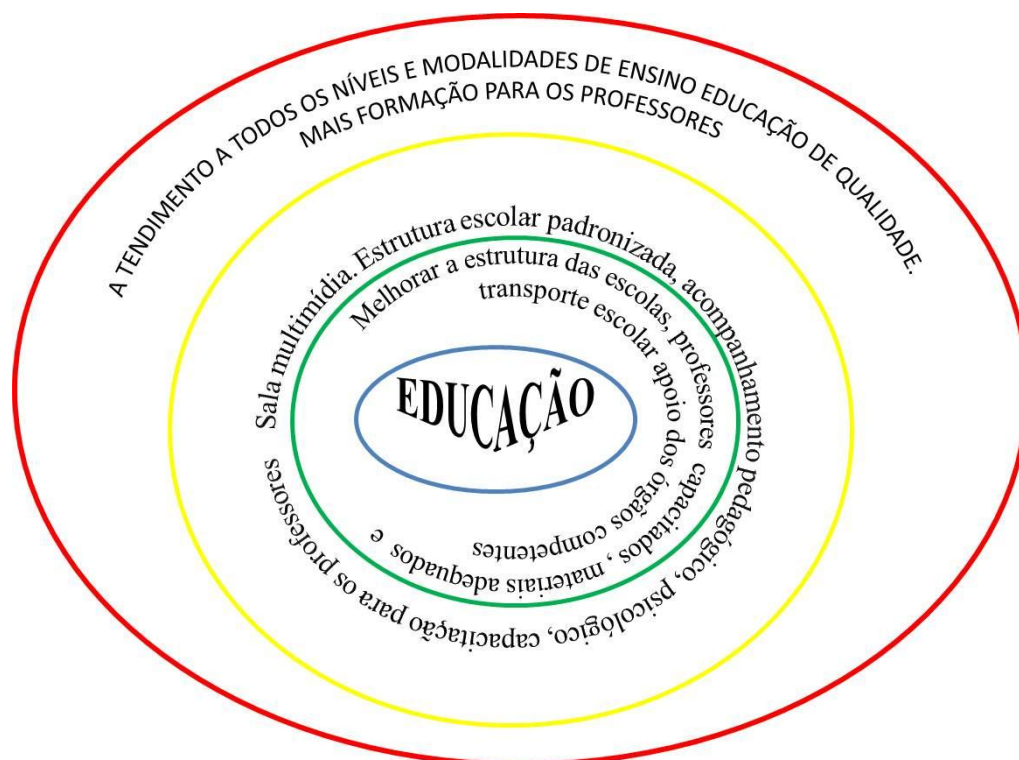 A TENDIMENTO A TODOS OS NÍVEIS E MODALIDADES DE ENSINO EDUCAÇÃO DE QUALIDADE.
MAIS FORMAÇÃO PARA OS PROFESSORES
Sala multimídia. Estrutura escolar padronizada, acompanhamento pedagógico, psicológico, capacitação para os professores
Melhorar a estrutura das escolas, professores capacitados , materiais adequados e
transporte escolar apoio dos órgãos competentes
EDUCAÇÃO